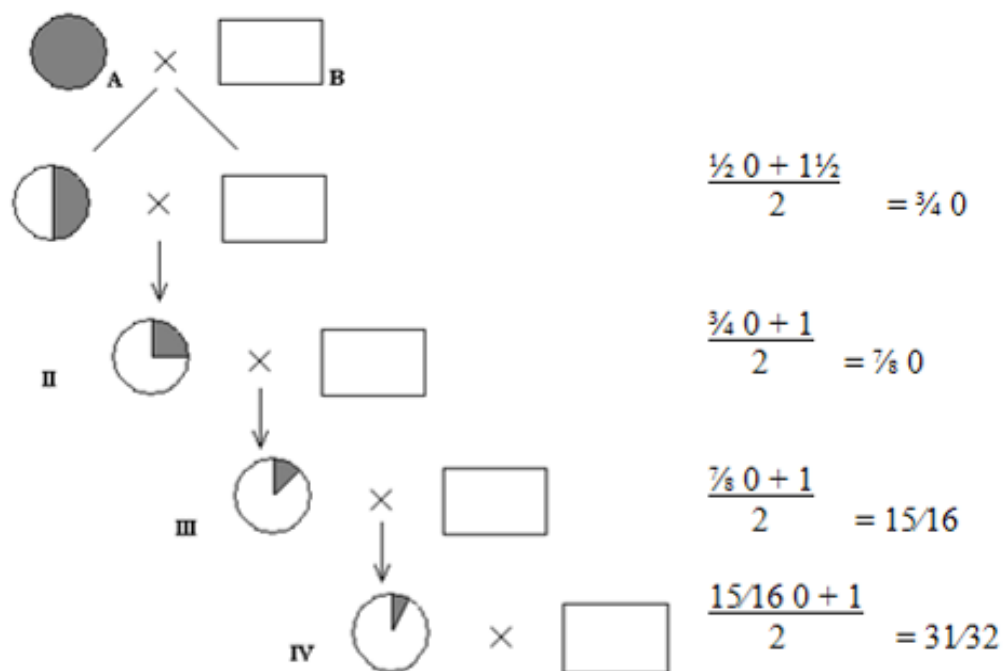 A × B
½ 0 + 1½
2 = ¾ 0
×
¾ 0 + 1
2 = ⅞ 0
II ×
⅞ 0 + 1
2 = 15⁄16
III ×
15⁄16 0 + 1
2 = 31⁄32
IV ×